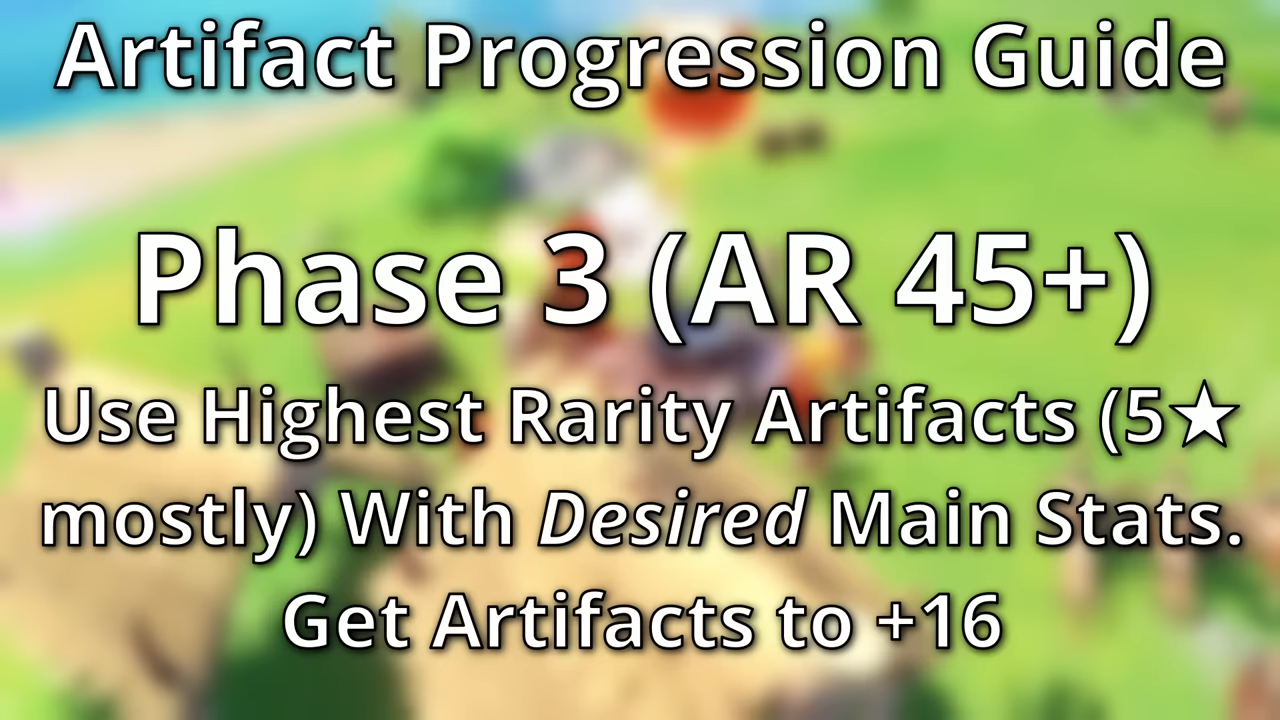 Artifact Progression Guide
Phase 3 (AR 45+)
Use Highest Rarity Artifacts (5★
mostly) With Desired Main Stats.
Get Artifacts to +16